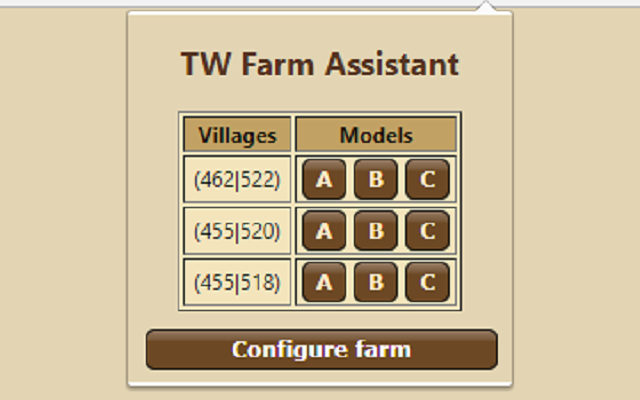 TW Farm Assistant
Villages Models
(462|522) A B C
(455|520) A B C
(455|518) A B C
Configure farm